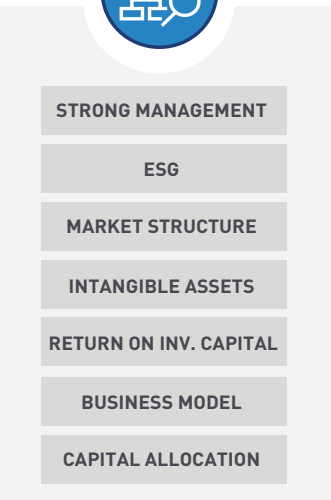 STRONG MANAGEMENT
ESG
MARKET STRUCTURE
INTANGIBLE ASSETS
RETURN ON INV. CAPITAL
BUSINESS MODEL
CAPITAL ALLOCATION